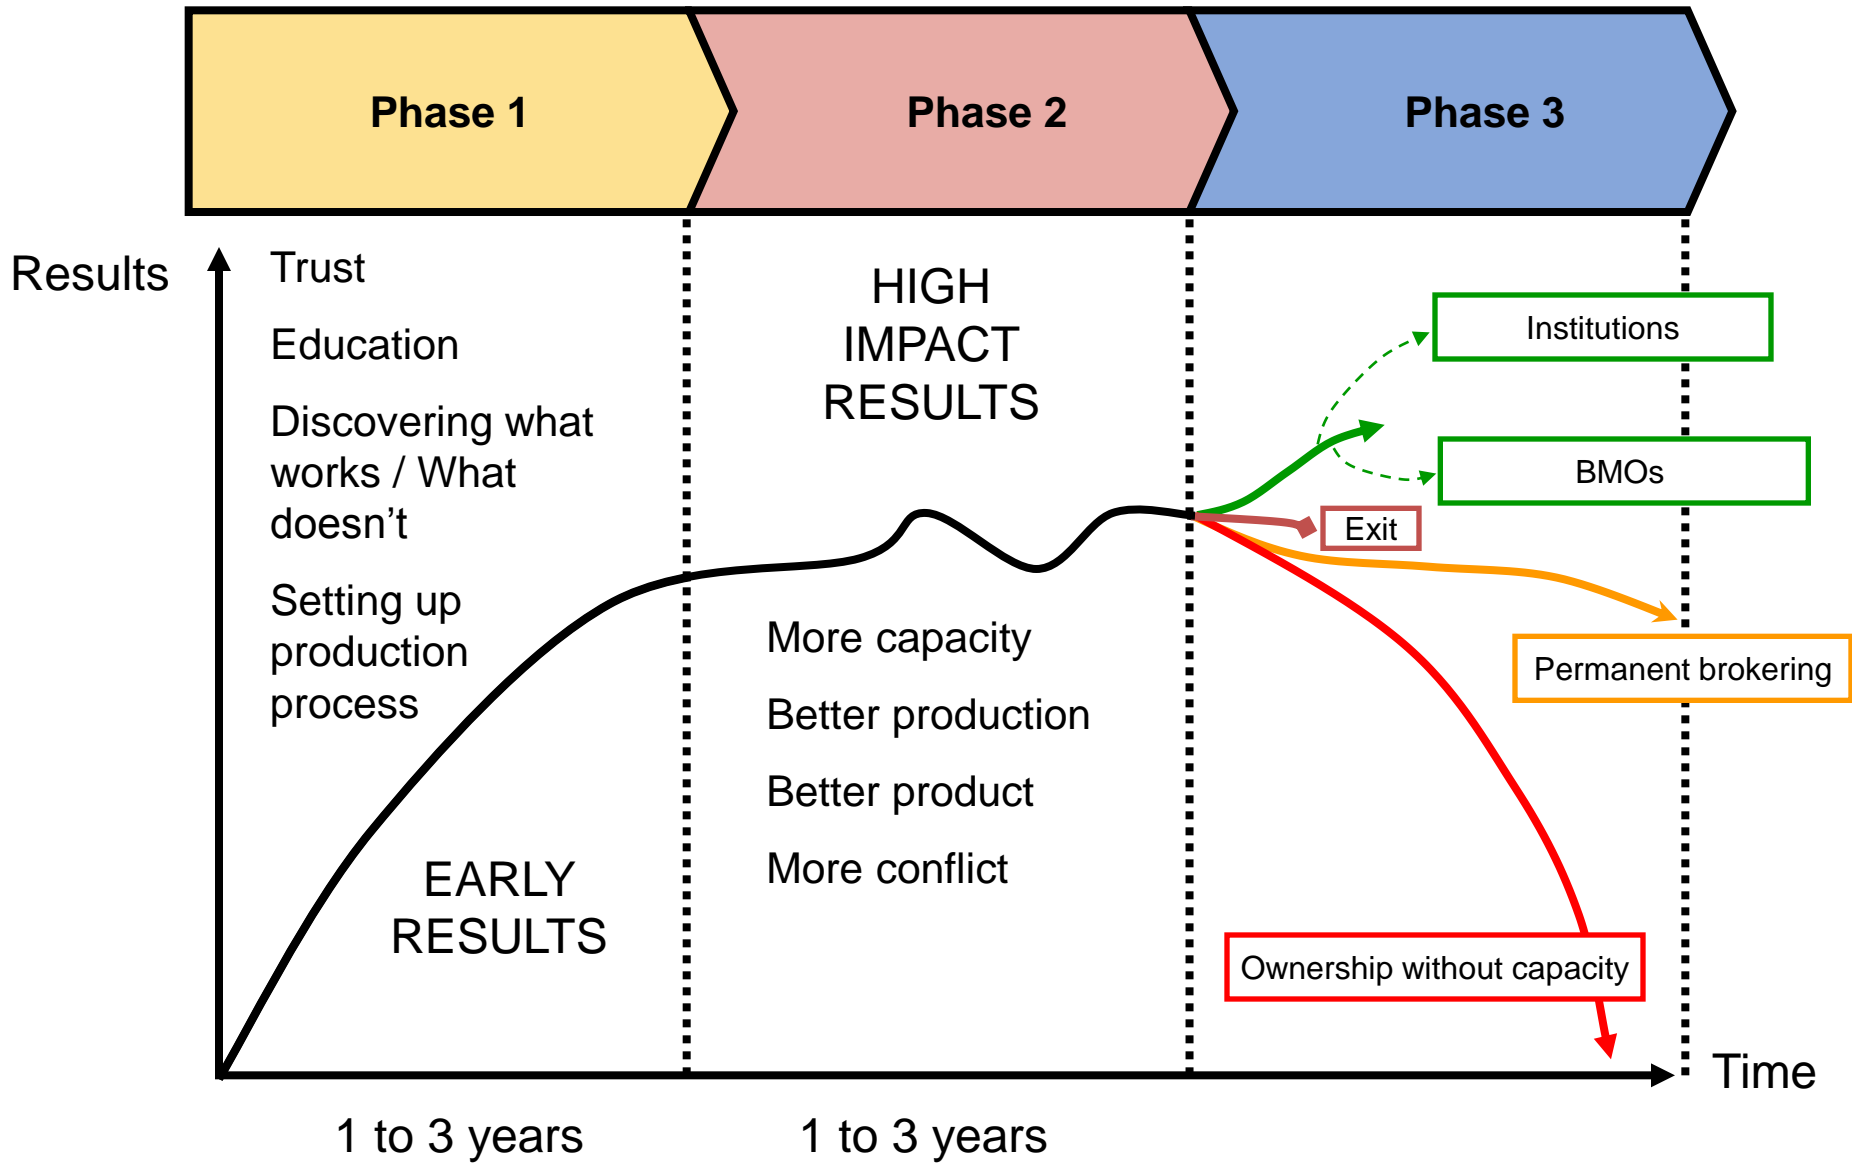 Phase 1
Phase 2
Phase 3
Results
Trust
Education
Discovering what
works / What
doesn’t
Setting up
production
process
EARLY
RESULTS
HIGH
IMPACT
RESULTS
More capacity
Better production
Better product
More conflict
Institutions
BMOs
Exit
Permanent brokering
Ownership without capacity
Time
1 to 3 years
1 to 3 years